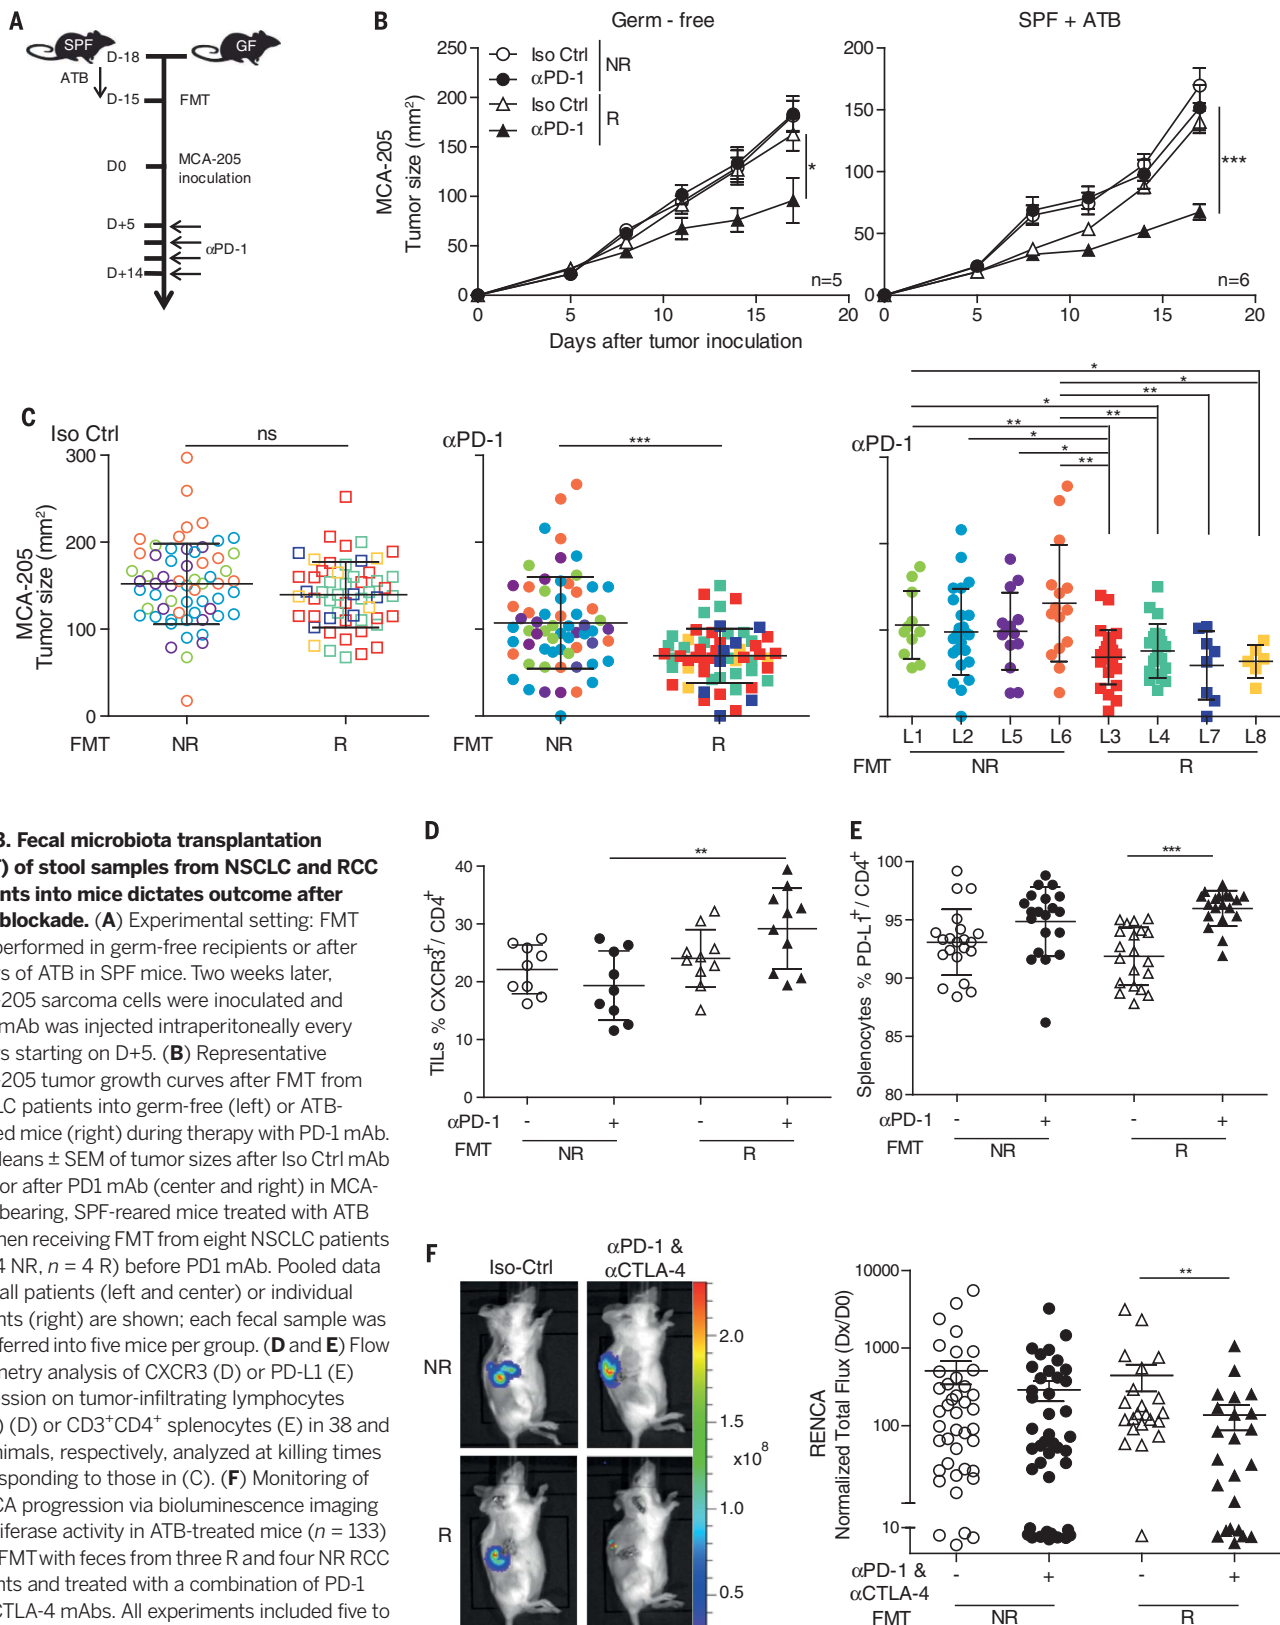 A
SPF
GF
D-18
ATB
D-15
FMT
D0
MCA-205
inoculation
D+5
αPD-1
D+14
B
Germ - free
SPF + ATB
MCA-205
Tumor size (mm²)
250
200
150
100
50
0
Iso Ctrl
αPD-1
NR
Iso Ctrl
αPD-1
R
*
n=5
0
5
10
15
20
200
150
100
50
0
***
n=6
0
5
10
15
20
Days after tumor inoculation
C
Iso Ctrl
ns
MCA-205
Tumor size (mm²)
300
200
100
0
FMT
NR
R
αPD-1
***
FMT
NR
R
αPD-1
*
*
**
*
**
**
*
*
**
L1 L2 L5 L6 L3 L4 L7 L8
FMT
NR
R
3. Fecal microbiota transplantation
T) of stool samples from NSCLC and RCC
nts into mice dictates outcome after
blockade. (A) Experimental setting: FMT
performed in germ-free recipients or after
rs of ATB in SPF mice. Two weeks later,
-205 sarcoma cells were inoculated and
mAb was injected intraperitoneally every
rs starting on D+5. (B) Representative
-205 tumor growth curves after FMT from
LC patients into germ-free (left) or ATB-
ed mice (right) during therapy with PD-1 mAb.
Means ± SEM of tumor sizes after Iso Ctrl mAb
or after PD1 mAb (center and right) in MCA-
bearing, SPF-reared mice treated with ATB
hen receiving FMT from eight NSCLC patients
4 NR, n = 4 R) before PD1 mAb. Pooled data
all patients (left and center) or individual
nts (right) are shown; each fecal sample was
ferred into five mice per group. (D and E) Flow
metry analysis of CXCR3 (D) or PD-L1 (E)
ession on tumor-infiltrating lymphocytes
) (D) or CD3⁺CD4⁺ splenocytes (E) in 38 and
nimals, respectively, analyzed at killing times
sponding to those in (C). (F) Monitoring of
CA progression via bioluminescence imaging
iferase activity in ATB-treated mice (n = 133)
FMT with feces from three R and four NR RCC
nts and treated with a combination of PD-1
CTLA-4 mAbs. All experiments included five to
D
TILs % CXCR3⁺/ CD4⁺
40
30
20
10
0
**
αPD-1
- + - +
FMT
NR
R
E
Splenocytes % PD-L1⁺/ CD4⁺
100
95
90
85
80
***
αPD-1
- + - +
FMT
NR
R
F
Iso-Ctrl
αPD-1 &
αCTLA-4
NR
R
2.0
1.5
x10⁸
1.0
0.5
RENCA
Normalized Total Flux (Dx/D0)
10000
1000
100
10
**
αPD-1 &
αCTLA-4
- + - +
FMT
NR
R